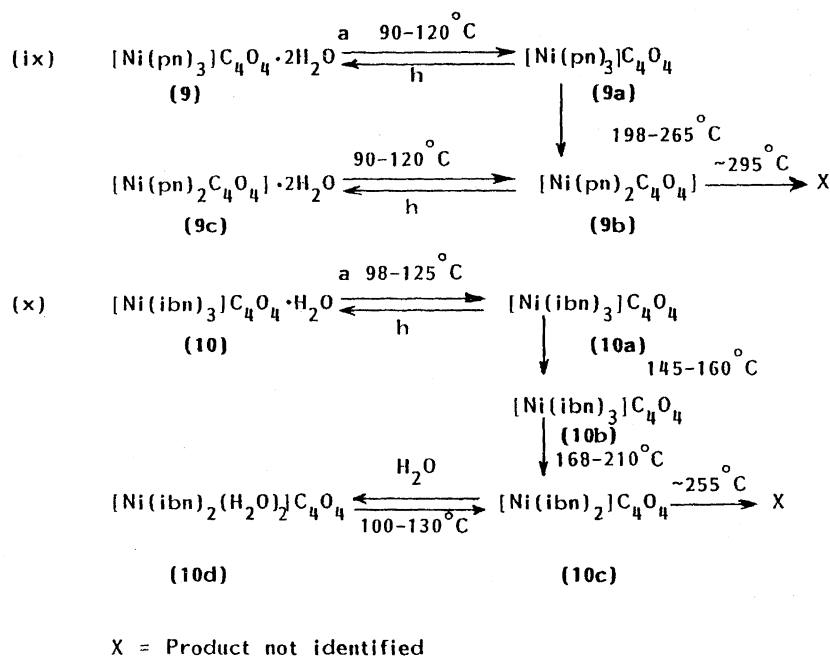 a 90-120°C
(ix) [Ni(pn)₃]C₄O₄·2H₂O [Ni(pn)₃]C₄O₄
h
(9) (9a)
198-265°C
90-120°C ~295°C
[Ni(pn)₂C₄O₄]·2H₂O [Ni(pn)₂C₄O₄] X
h
(9c) (9b)
a 98-125°C
(x) [Ni(ibn)₃]C₄O₄·H₂O [Ni(ibn)₃]C₄O₄
h
(10) (10a)
145-160°C
[Ni(ibn)₃]C₄O₄
(10b)
168-210°C
H₂O ~255°C
[Ni(ibn)₂(H₂O)₂]C₄O₄ [Ni(ibn)₂]C₄O₄ X
100-130°C
(10d) (10c)
X = Product not identified